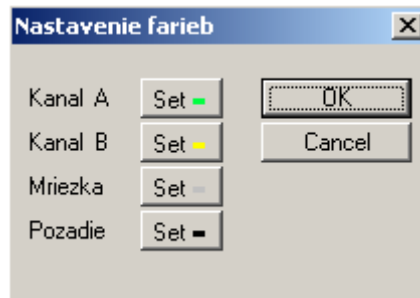 Nastavenie farieb
Kanal A Set OK
Kanal B Set Cancel
Mriezka Set
Pozadie Set